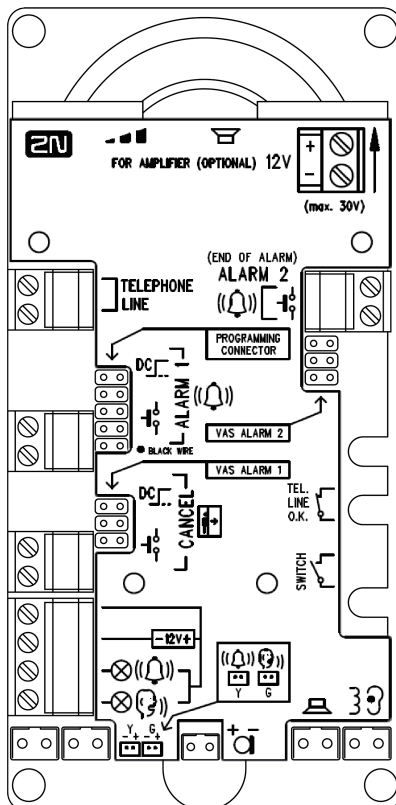 2N
FOR AMPLIFIER (OPTIONAL) 12V
+
-
(max. 30V)
(END OF ALARM)
ALARM 2
TELEPHONE
LINE
PROGRAMMING
CONNECTOR
DC
ALARM 1
VAS ALARM 2
BLACK WIRE
VAS ALARM 1
DC
CANCEL
TEL.
LINE
O.K.
SWITCH
-12V+
Y G
Y G
- + - +
+ -